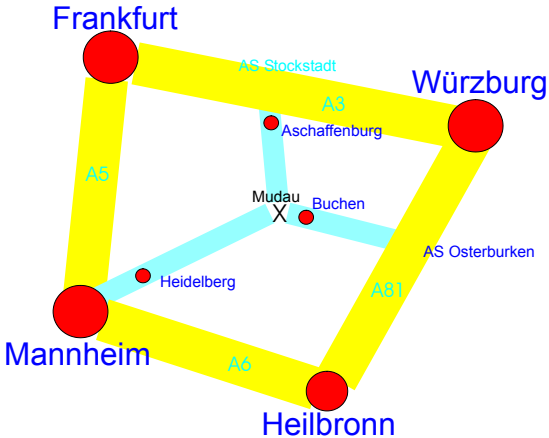 Frankfurt
AS Stockstadt
Würzburg
A3
Aschaffenburg
A5
Mudau
X
Buchen
AS Osterburken
Heidelberg
A81
Mannheim
A6
Heilbronn